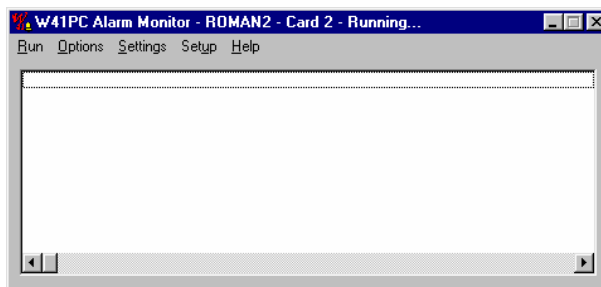 W41PC Alarm Monitor - ROMAN2 - Card 2 - Running...
Run Options Settings Setup Help